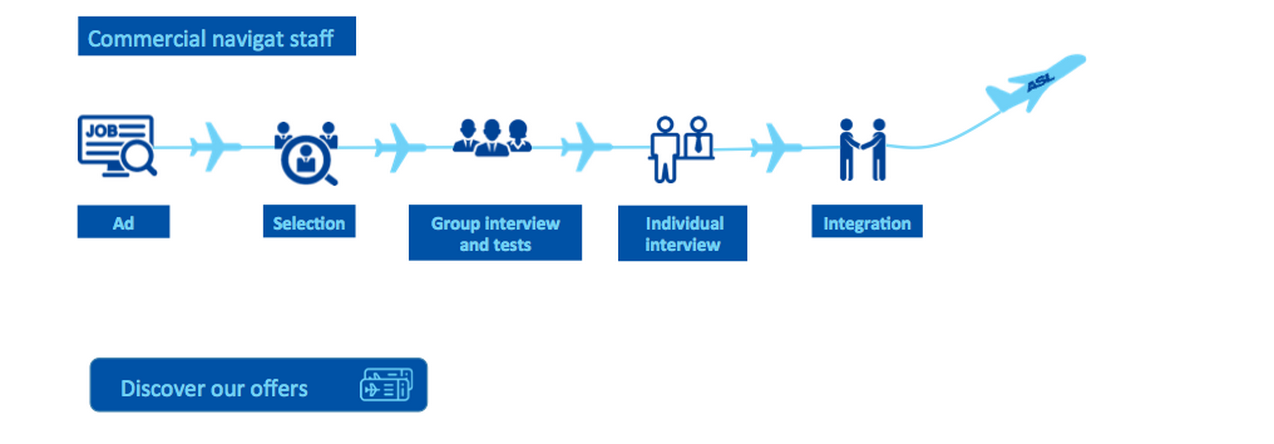 Commercial navigat staff
ASL
JOB
Ad
Selection
Group interview
and tests
Individual
interview
Integration
Discover our offers